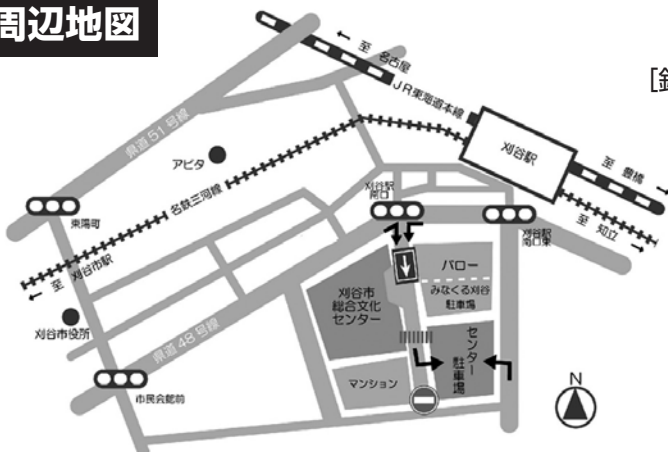 周辺地図
至 名古屋
JR東海道本線
県道51号線
アピタ
刈谷駅
至 豊橋
名鉄三河線
刈谷駅
南口
東陽町
刈谷駅
南口東
至 知立
至 刈谷市駅
バロー
みなくる刈谷
駐車場
刈谷市
総合文化
センター
刈谷市役所
県道48号線
センター
駐車場
マンション
市民会館前
N